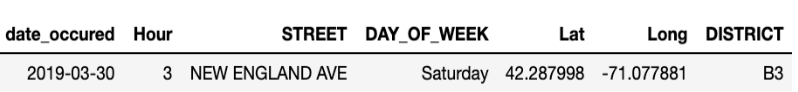 date_occured Hour STREET DAY_OF_WEEK Lat Long DISTRICT
2019-03-30 3 NEW ENGLAND AVE Saturday 42.287998 -71.077881 B3